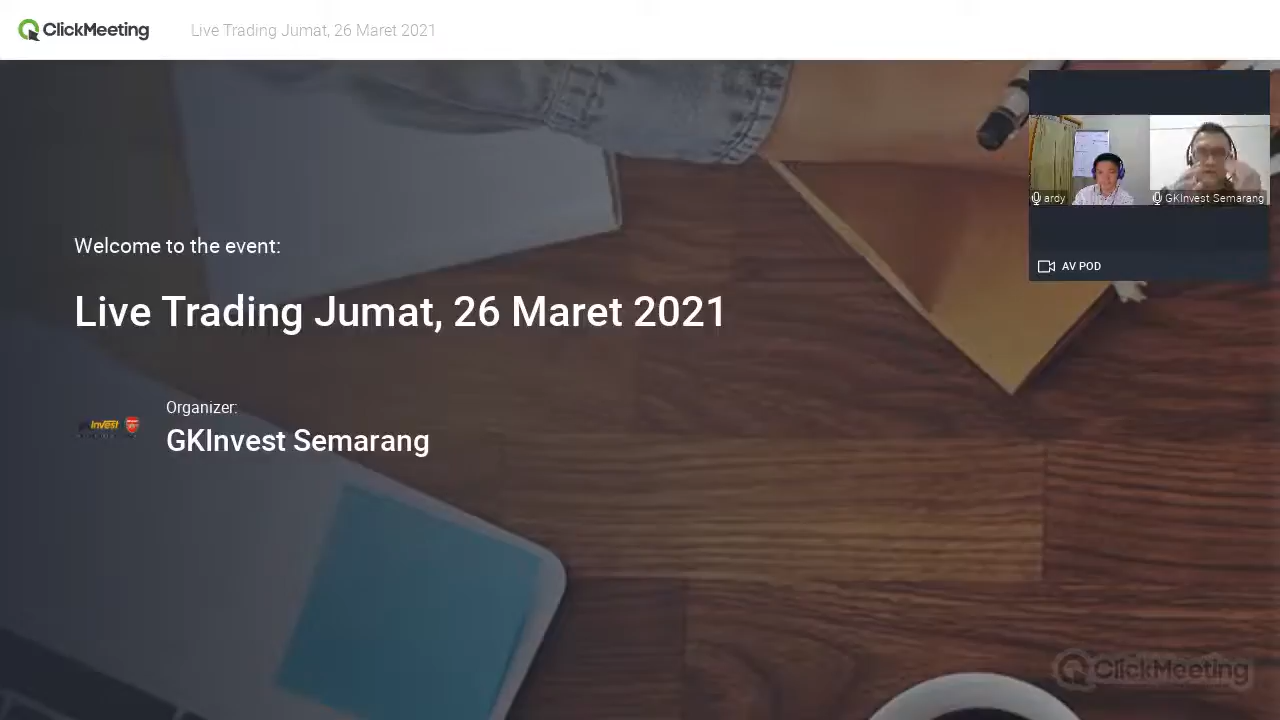 ClickMeeting
Live Trading Jumat, 26 Maret 2021
ardy
GKInvest Semarang
AV POD
Welcome to the event:
Live Trading Jumat, 26 Maret 2021
Organizer:
invest
GKInvest Semarang
ClickMeeting